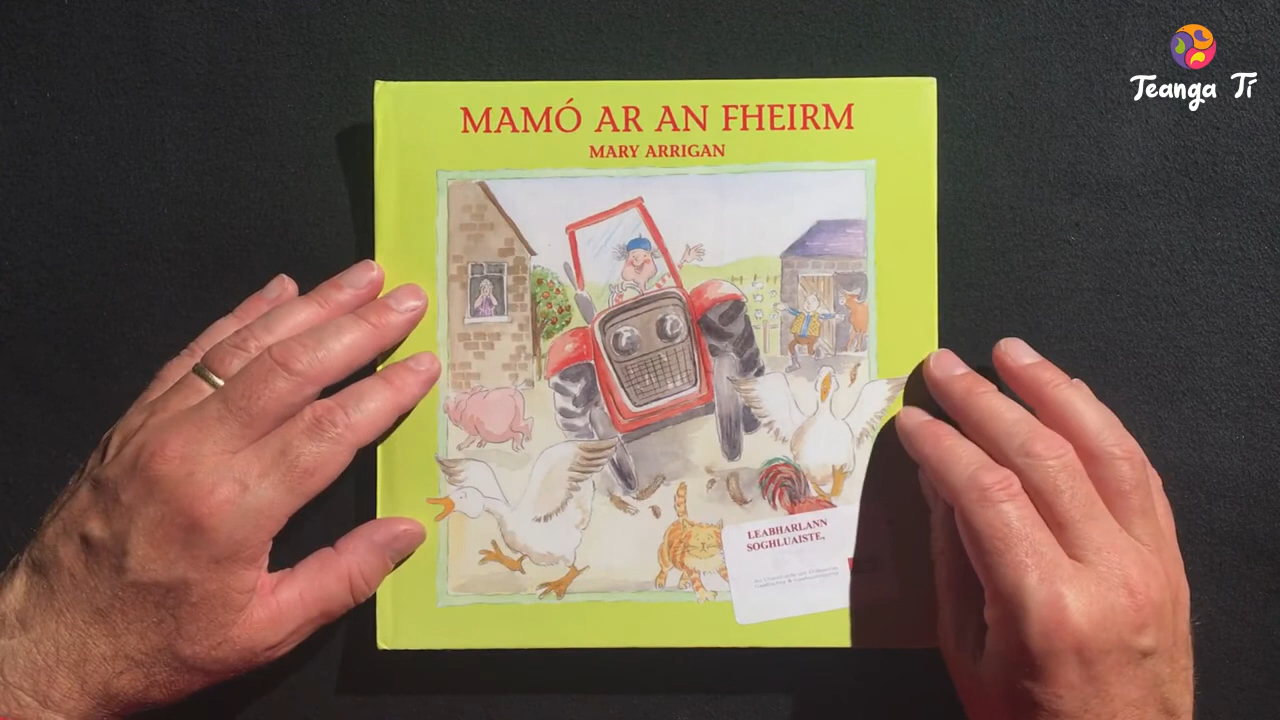 Teanga Tí
MAMÓ AR AN FHEIRM
MARY ARRIGAN
LEABHARLANN
SOGHLUAISTE,